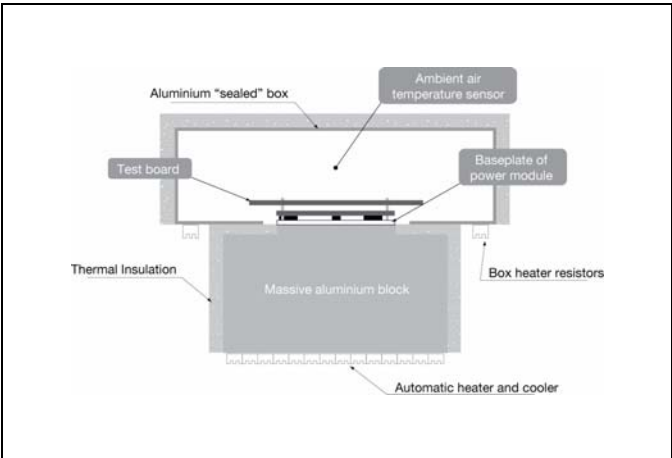 Ambient air
temperature sensor
Aluminium “sealed” box
Test board
Baseplate of
power module
Thermal Insulation
Massive aluminium block
Box heater resistors
Automatic heater and cooler